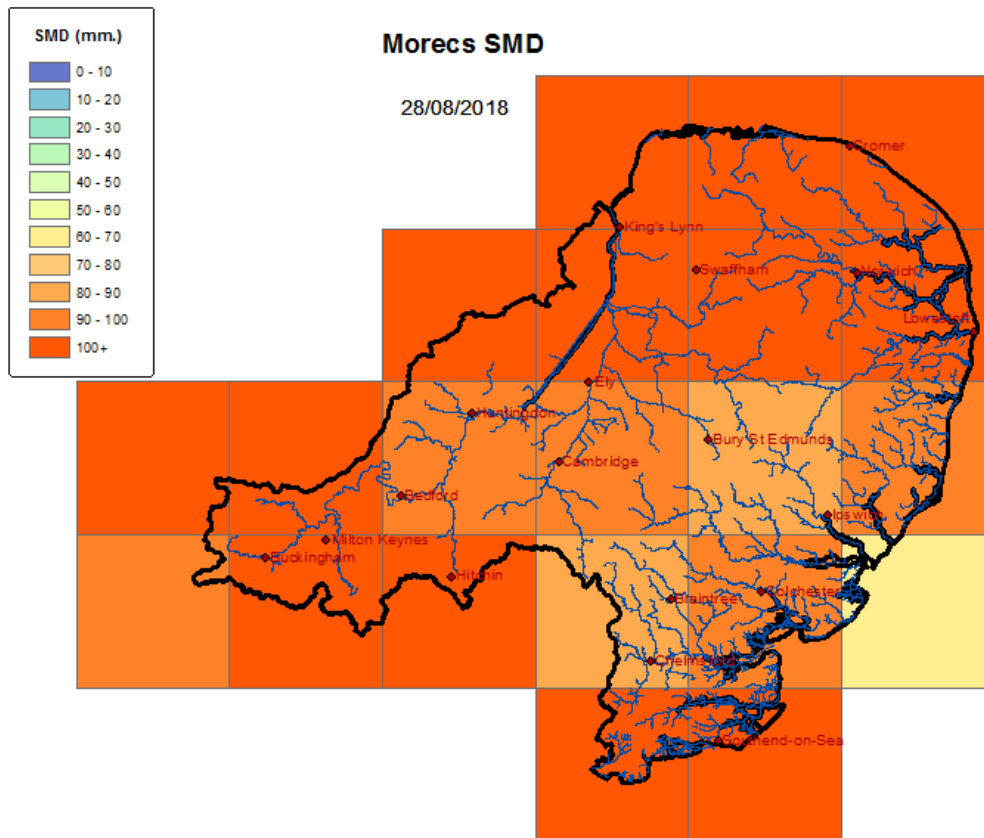 SMD (mm.)
0 - 10
10 - 20
20 - 30
30 - 40
40 - 50
50 - 60
60 - 70
70 - 80
80 - 90
90 - 100
100+
Morecs SMD
28/08/2018
Cromer
King's Lynn
Swaffham
Norwich
Lowestoft
Ely
Huntingdon
Bury St Edmunds
Cambridge
Bedford
Ipswich
Milton Keynes
Buckingham
Hitchin
Colchester
Braintree
Chelmsford
Southend-on-Sea